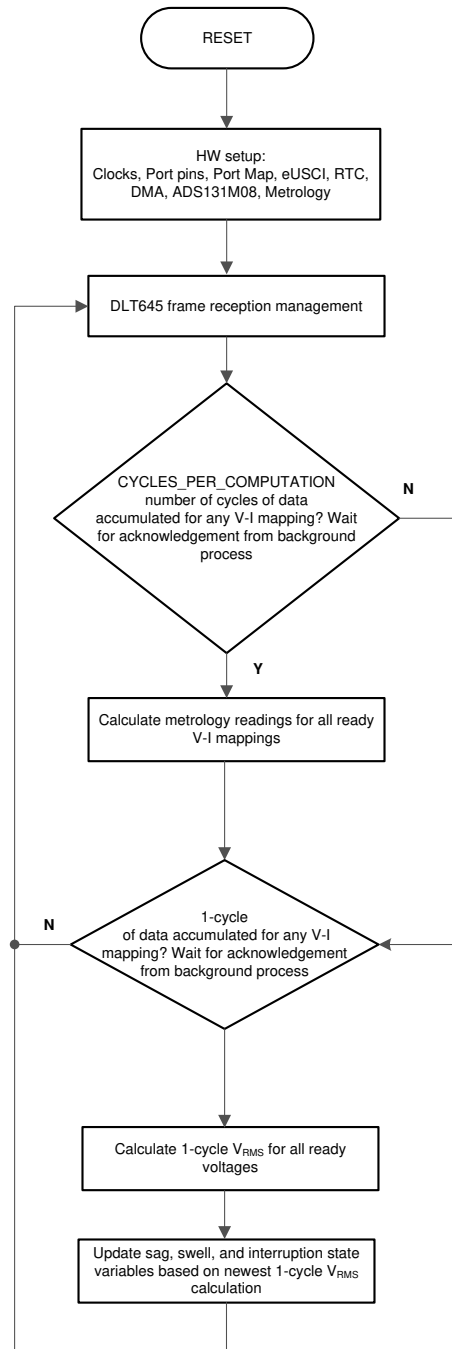 RESET
HW setup:
Clocks, Port pins, Port Map, eUSCI, RTC,
DMA, ADS131M08, Metrology
DLT645 frame reception management
CYCLES_PER_COMPUTATION
number of cycles of data
accumulated for any V-I mapping? Wait
for acknowledgement from background
process
N
Y
Calculate metrology readings for all ready
V-I mappings
1-cycle
of data accumulated for any V-I
mapping? Wait for acknowledgement
from background process
N
Calculate 1-cycle VRMS for all ready
voltages
Update sag, swell, and interruption state
variables based on newest 1-cycle VRMS
calculation